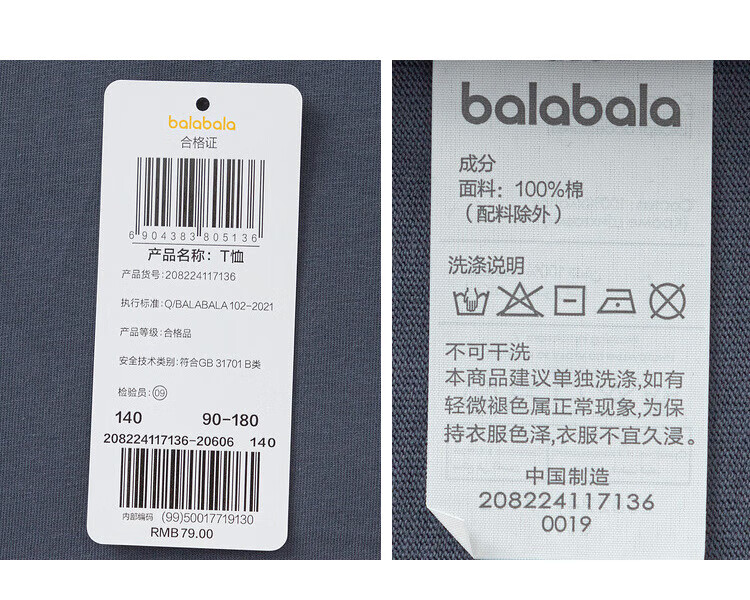 balabala
合格证
6904383805136
产品名称：T恤
产品货号:208224117136
执行标准:Q/BALABALA 102-2021
产品等级:合格品
安全技术类别:符合GB 31701 B类
检验员:09
140 90-180
208224117136-20606 140
内部编码 (99)50017719130
RMB 79.00
balabala
成分
面料：100%棉
（配料除外）
洗涤说明
不可干洗
本商品建议单独洗涤,如有
轻微褪色属正常现象,为保
持衣服色泽,衣服不宜久浸。
中国制造
208224117136
0019